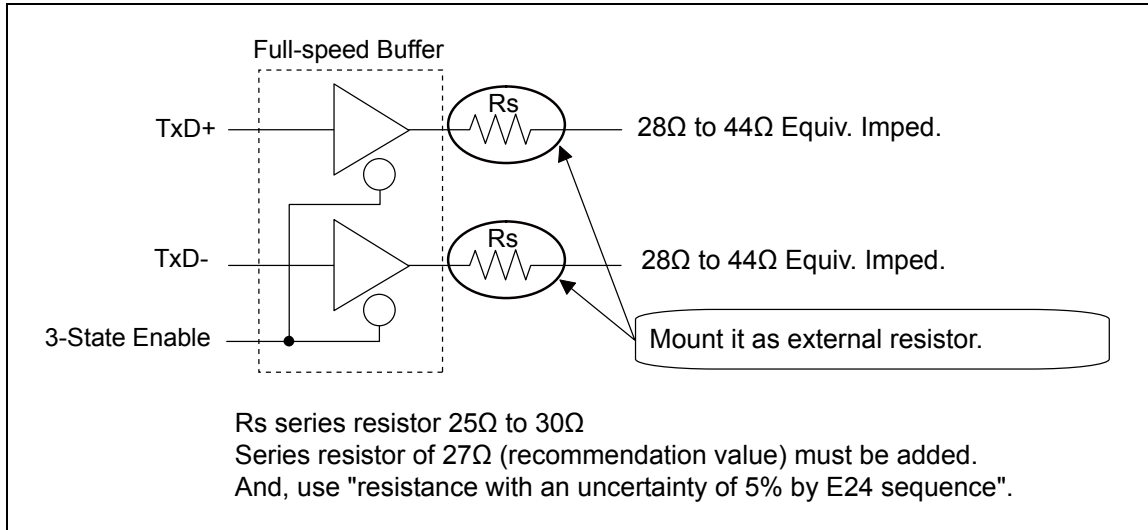 Full-speed Buffer
Rs
TxD+
28Ω to 44Ω Equiv. Imped.
Rs
TxD-
28Ω to 44Ω Equiv. Imped.
3-State Enable
Mount it as external resistor.
Rs series resistor 25Ω to 30Ω
Series resistor of 27Ω (recommendation value) must be added.
And, use "resistance with an uncertainty of 5% by E24 sequence".